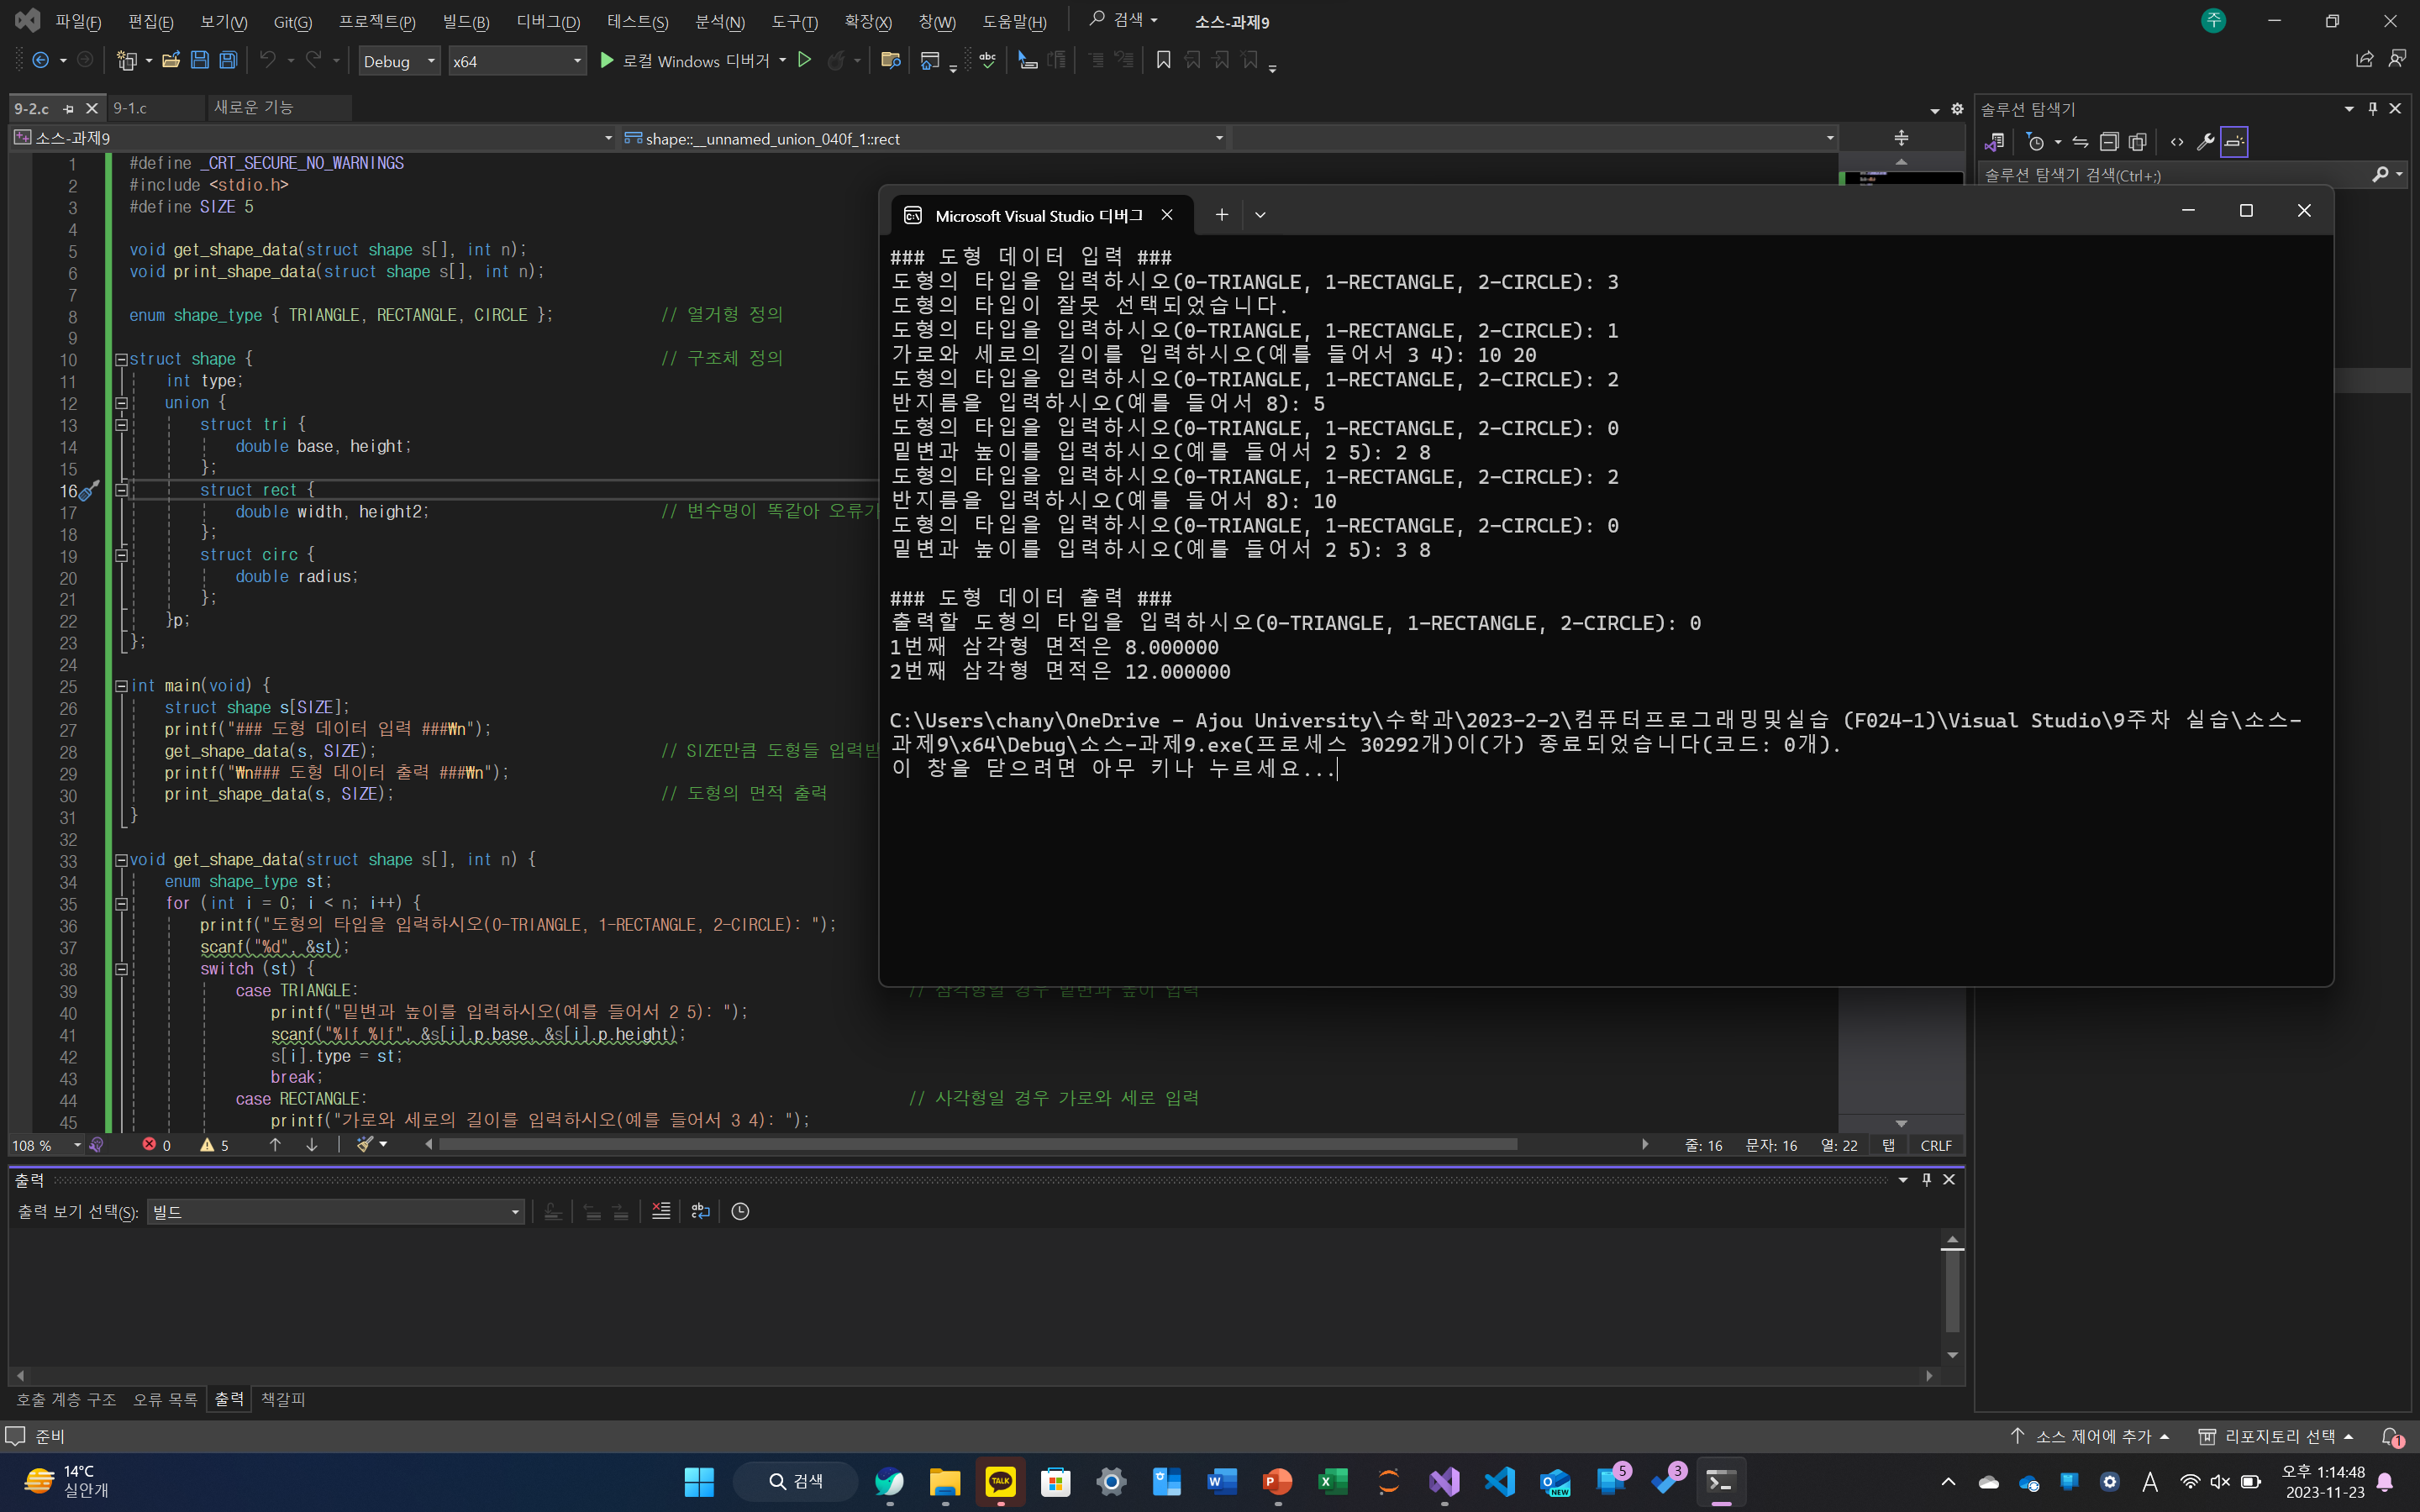 파일(F) 편집(E) 보기(V) Git(G) 프로젝트(P) 빌드(B) 디버그(D) 테스트(S) 분석(N) 도구(T) 확장(X) 창(W) 도움말(H) 검색 소스-과제9 주
Debug x64 로컬 Windows 디버거
9-2.c 9-1.c 새로운 기능
소스-과제9 shape::__unnamed_union_040f_1::rect
1 #define _CRT_SECURE_NO_WARNINGS
2 #include <stdio.h>
3 #define SIZE 5
4
5 void get_shape_data(struct shape s[], int n);
6 void print_shape_data(struct shape s[], int n);
7
8 enum shape_type { TRIANGLE, RECTANGLE, CIRCLE }; // 열거형 정의
9
10 struct shape { // 구조체 정의
11 int type;
12 union {
13 struct tri {
14 double base, height;
15 };
16 struct rect {
17 double width, height2; // 변수명이 똑같아 오류가
18 };
19 struct circ {
20 double radius;
21 };
22 }p;
23 };
24
25 int main(void) {
26 struct shape s[SIZE];
27 printf("### 도형 데이터 입력 ###₩n");
28 get_shape_data(s, SIZE); // SIZE만큼 도형들 입력받
29 printf("₩n### 도형 데이터 출력 ###₩n");
30 print_shape_data(s, SIZE); // 도형의 면적 출력
31 }
32
33 void get_shape_data(struct shape s[], int n) {
34 enum shape_type st;
35 for (int i = 0; i < n; i++) {
36 printf("도형의 타입을 입력하시오(0-TRIANGLE, 1-RECTANGLE, 2-CIRCLE): ");
37 scanf("%d", &st);
38 switch (st) {
39 case TRIANGLE: // 삼각형일 경우 밑변과 높이 입력
40 printf("밑변과 높이를 입력하시오(예를 들어서 2 5): ");
41 scanf("%lf %lf", &s[i].p.base, &s[i].p.height);
42 s[i].type = st;
43 break;
44 case RECTANGLE: // 사각형일 경우 가로와 세로 입력
45 printf("가로와 세로의 길이를 입력하시오(예를 들어서 3 4): ");
108 % 0 5 줄: 16 문자: 16 열: 22 탭 CRLF
솔루션 탐색기
솔루션 탐색기 검색(Ctrl+;)
Microsoft Visual Studio 디버그
### 도형 데이터 입력 ###
도형의 타입을 입력하시오(0-TRIANGLE, 1-RECTANGLE, 2-CIRCLE): 3
도형의 타입이 잘못 선택되었습니다.
도형의 타입을 입력하시오(0-TRIANGLE, 1-RECTANGLE, 2-CIRCLE): 1
가로와 세로의 길이를 입력하시오(예를 들어서 3 4): 10 20
도형의 타입을 입력하시오(0-TRIANGLE, 1-RECTANGLE, 2-CIRCLE): 2
반지름을 입력하시오(예를 들어서 8): 5
도형의 타입을 입력하시오(0-TRIANGLE, 1-RECTANGLE, 2-CIRCLE): 0
밑변과 높이를 입력하시오(예를 들어서 2 5): 2 8
도형의 타입을 입력하시오(0-TRIANGLE, 1-RECTANGLE, 2-CIRCLE): 2
반지름을 입력하시오(예를 들어서 8): 10
도형의 타입을 입력하시오(0-TRIANGLE, 1-RECTANGLE, 2-CIRCLE): 0
밑변과 높이를 입력하시오(예를 들어서 2 5): 3 8
### 도형 데이터 출력 ###
출력할 도형의 타입을 입력하시오(0-TRIANGLE, 1-RECTANGLE, 2-CIRCLE): 0
1번째 삼각형 면적은 8.000000
2번째 삼각형 면적은 12.000000
C:\Users\chany\OneDrive - Ajou University\수학과\2023-2-2\컴퓨터프로그래밍및실습 (F024-1)\Visual Studio\9주차 실습\소스-
과제9\x64\Debug\소스-과제9.exe(프로세스 30292개)이(가) 종료되었습니다(코드: 0개).
이 창을 닫으려면 아무 키나 누르세요...
출력
출력 보기 선택(S): 빌드
호출 계층 구조 오류 목록 출력 책갈피
준비 소스 제어에 추가 리포지토리 선택 1
14°C
실안개
검색 TALK NEW 5 3 A
오후 1:14:48
2023-11-23